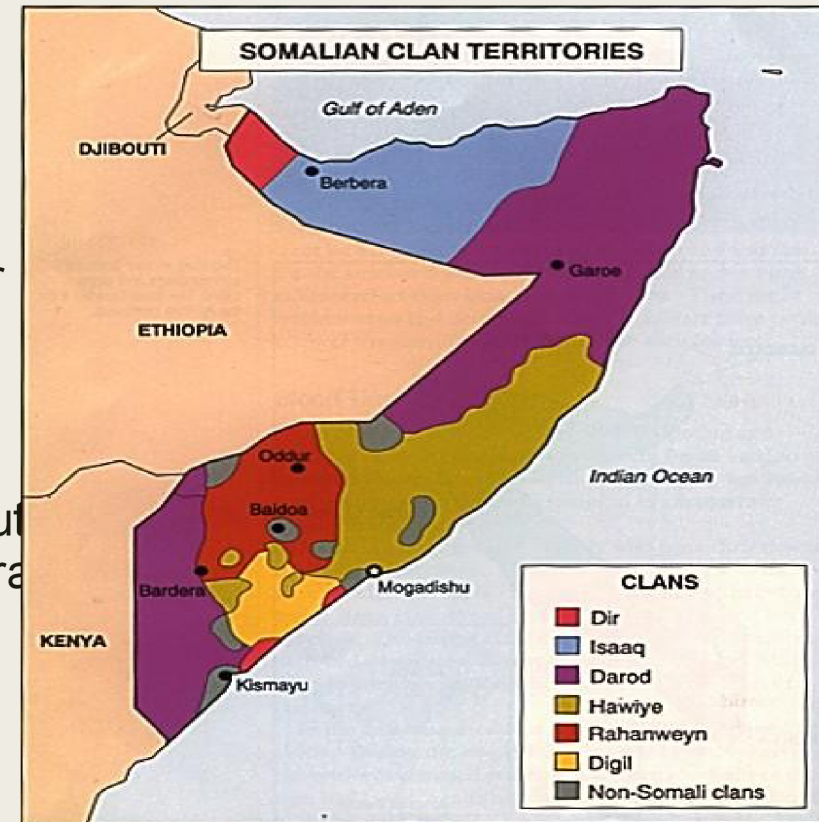 SOMALIAN CLAN TERRITORIES
Gulf of Aden
DJIBOUTI
Berbera
Garoe
ETHIOPIA
Oddur
Indian Ocean
Baidoa
Mogadishu
Bardera
KENYA
Kismayu
CLANS
Dir
Isaaq
Darod
Hawiye
Rahanweyn
Digil
Non-Somali clans